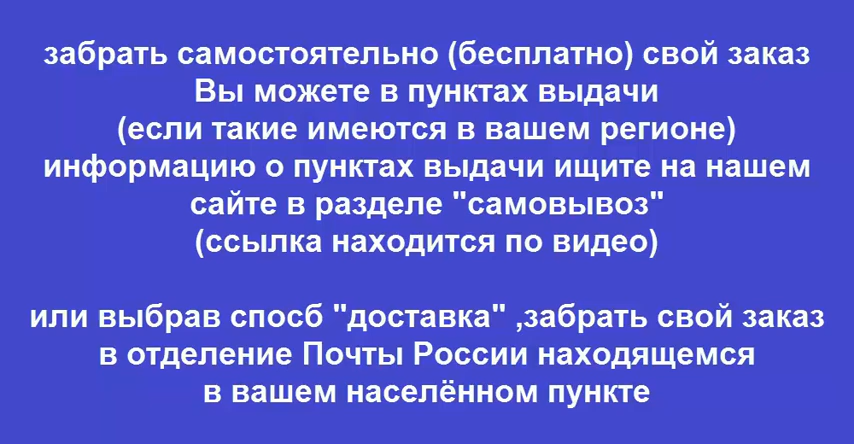 забрать самостоятельно (бесплатно) свой заказ
Вы можете в пунктах выдачи
(если такие имеются в вашем регионе)
информацию о пунктах выдачи ищите на нашем
сайте в разделе "самовывоз"
(ссылка находится по видео)
или выбрав спосб "доставка" ,забрать свой заказ
в отделение Почты России находящемся
в вашем населённом пункте